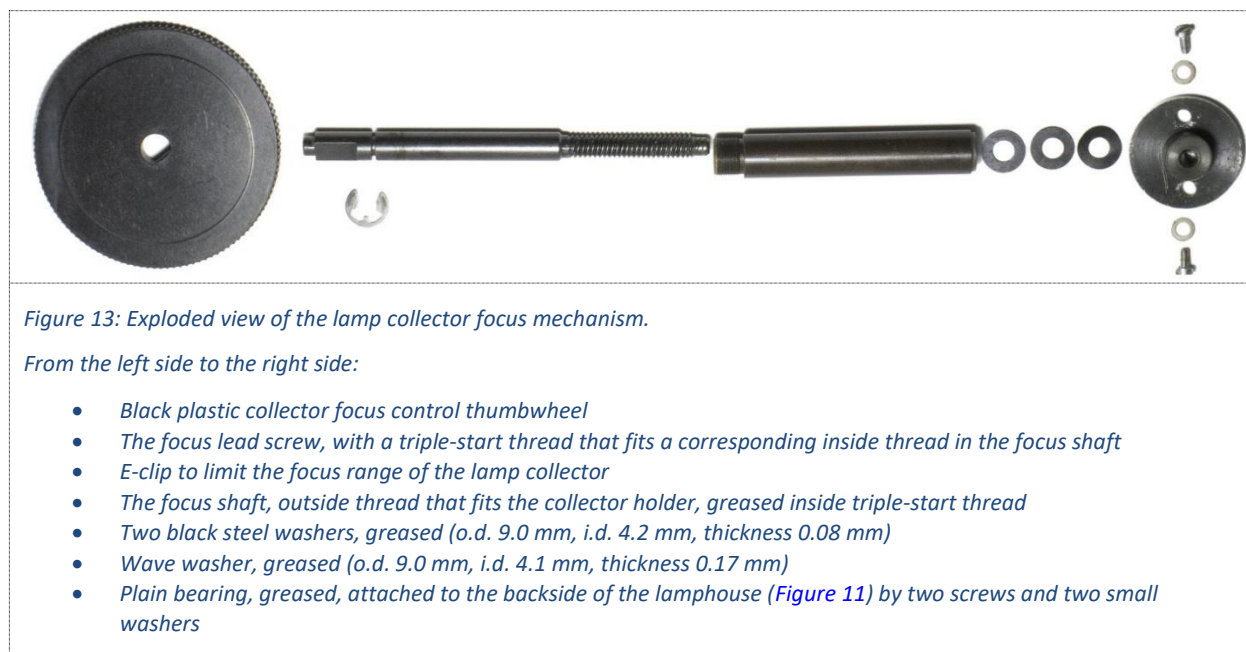 Figure 13: Exploded view of the lamp collector focus mechanism.
From the left side to the right side:
• Black plastic collector focus control thumbwheel
• The focus lead screw, with a triple-start thread that fits a corresponding inside thread in the focus shaft
• E-clip to limit the focus range of the lamp collector
• The focus shaft, outside thread that fits the collector holder, greased inside triple-start thread
• Two black steel washers, greased (o.d. 9.0 mm, i.d. 4.2 mm, thickness 0.08 mm)
• Wave washer, greased (o.d. 9.0 mm, i.d. 4.1 mm, thickness 0.17 mm)
• Plain bearing, greased, attached to the backside of the lamphouse (Figure 11) by two screws and two small
washers